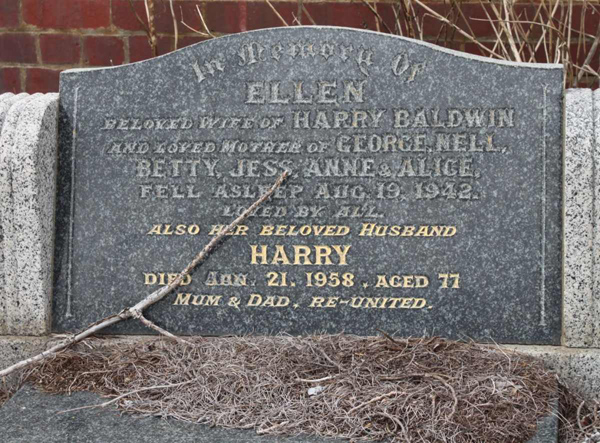 In Memory Of
ELLEN
BELOVED WIFE OF HARRY BALDWIN
AND LOVED MOTHER OF GEORGE, NELL,
BETTY, JESS, ANNE & ALICE,
FELL ASLEEP AUG. 19, 1942.
LOVED BY ALL.
ALSO HER BELOVED HUSBAND
HARRY
DIED 21, 1958, AGED 77
MUM & DAD, RE-UNITED.